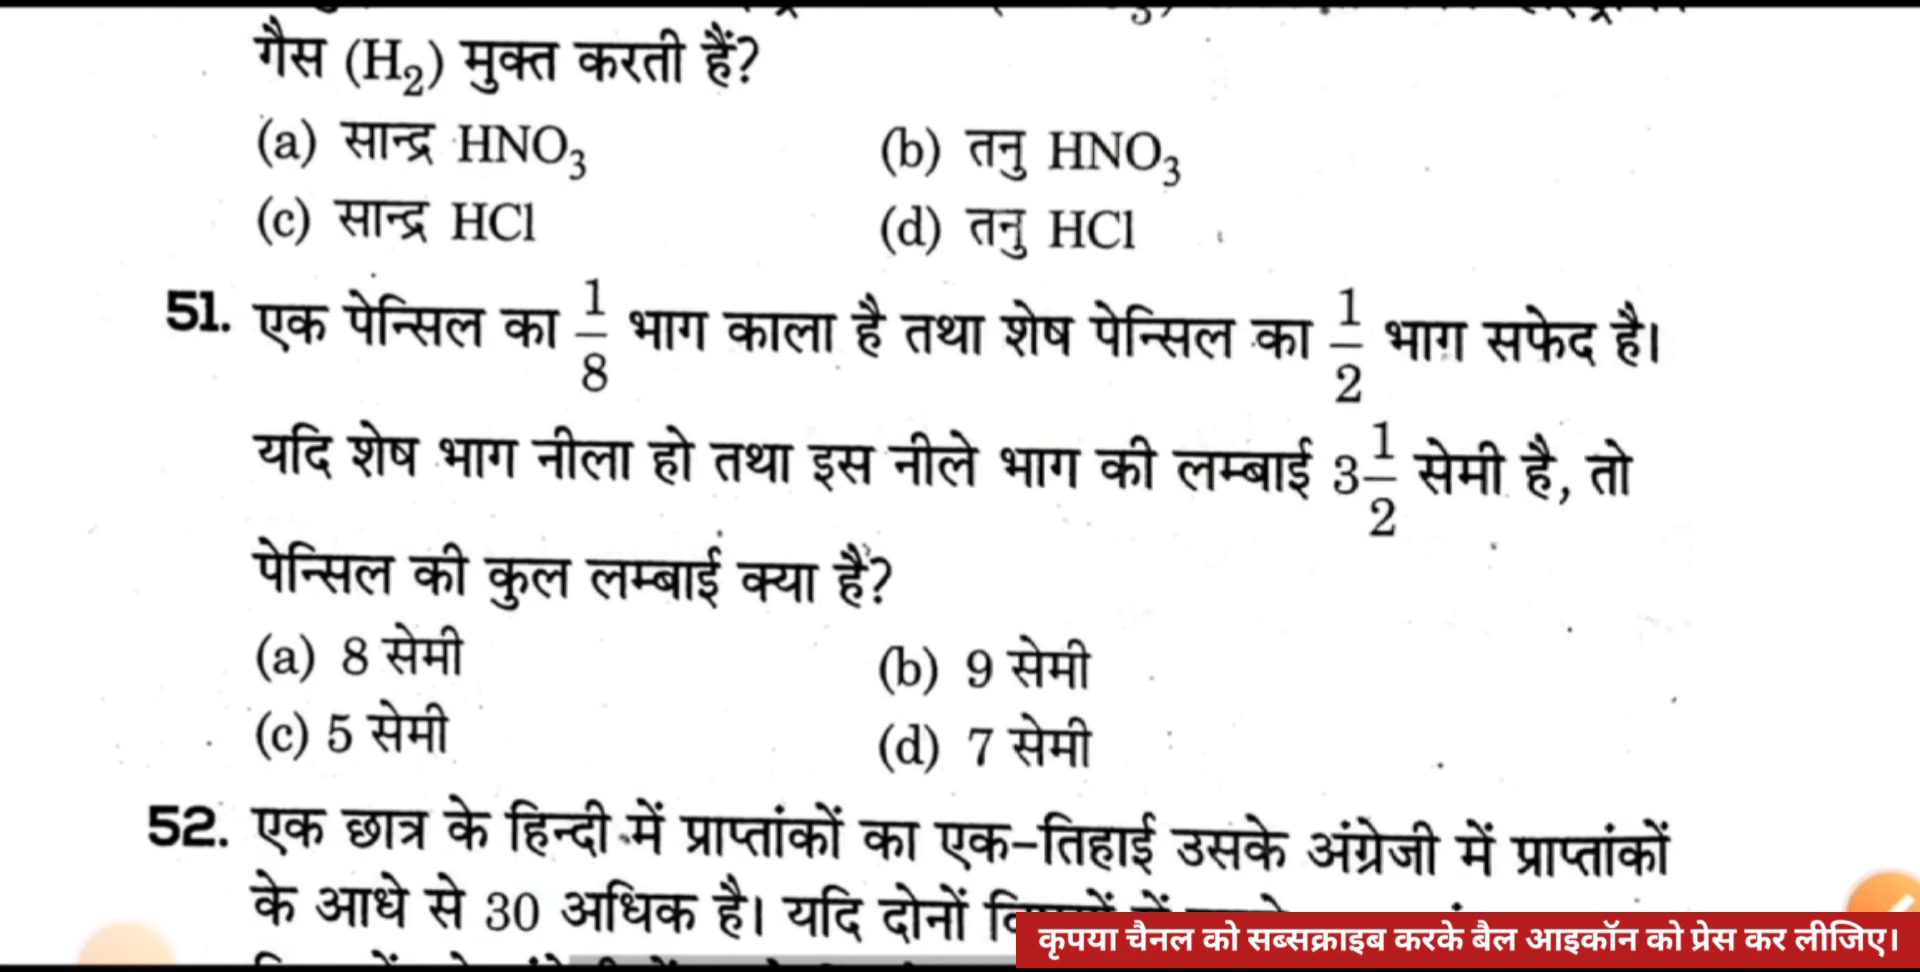 गैस (H₂) मुक्त करती हैं?
(a) सान्द्र HNO₃ (b) तनु HNO₃
(c) सान्द्र HCl (d) तनु HCl
51. एक पेन्सिल का 1/8 भाग काला है तथा शेष पेन्सिल का 1/2 भाग सफेद है।
यदि शेष भाग नीला हो तथा इस नीले भाग की लम्बाई 3 1/2 सेमी है, तो
पेन्सिल की कुल लम्बाई क्या है?
(a) 8 सेमी (b) 9 सेमी
(c) 5 सेमी (d) 7 सेमी
52. एक छात्र के हिन्दी में प्राप्तांकों का एक-तिहाई उसके अंग्रेजी में प्राप्तांकों
के आधे से 30 अधिक है। यदि दोनों
कृपया चैनल को सब्सक्राइब करके बैल आइकॉन को प्रेस कर लीजिए।